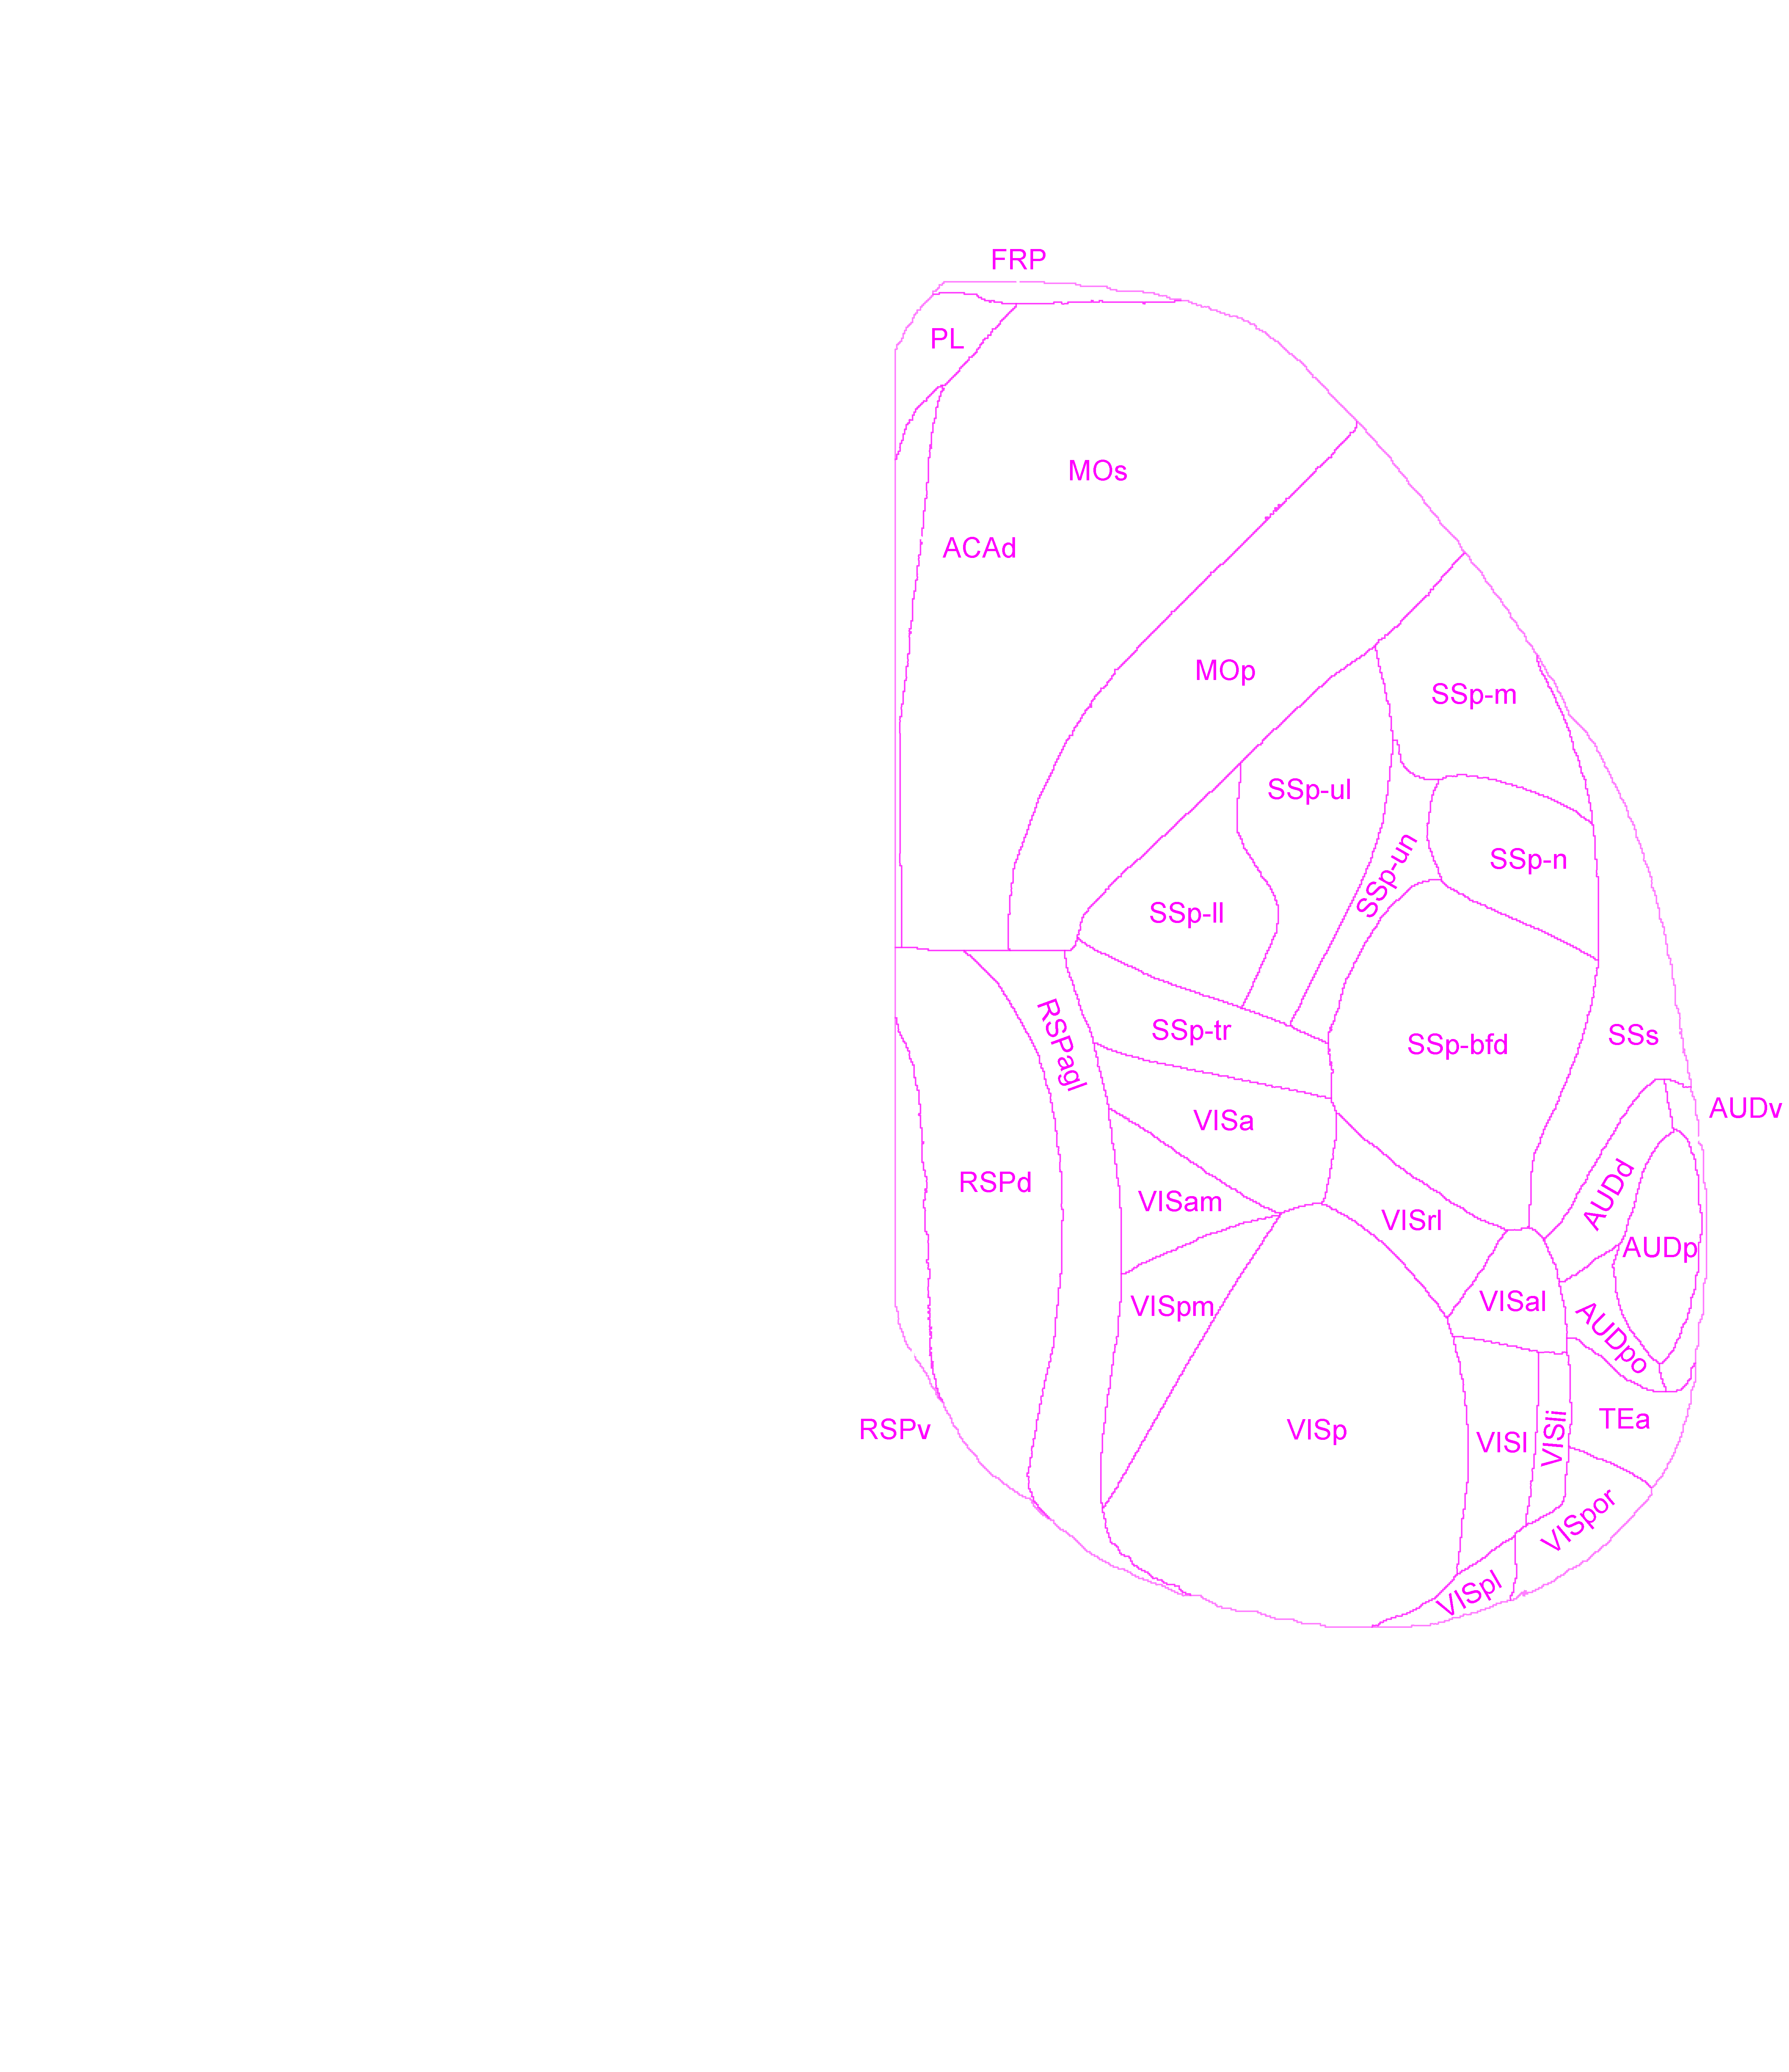 FRP
PL
MOs
ACAd
MOp
SSp-m
SSp-ul
SSp-un
SSp-n
SSp-ll
RSPagl
SSp-tr
SSp-bfd
SSs
AUDv
VISa
RSPd
VISam
VISrl
AUDd
AUDp
VISpm
VISal
AUDpo
RSPv
VISp
VISl
VISli
TEa
VISpor
VISpl